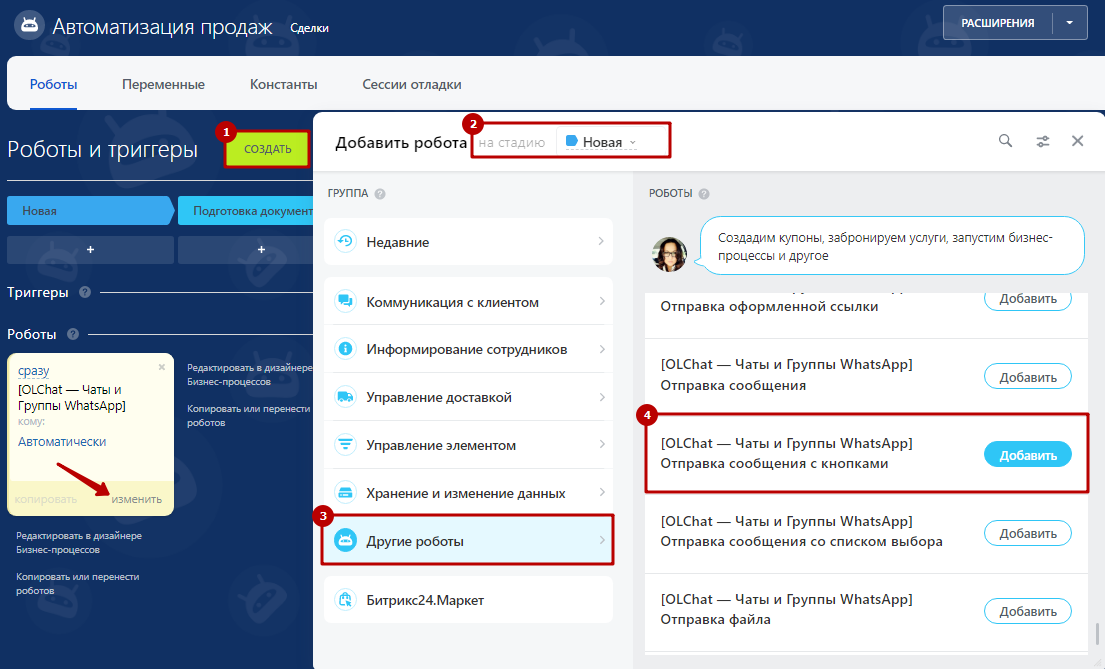 Автоматизация продаж Сделки
РАСШИРЕНИЯ
Роботы Переменные Константы Сессии отладки
Роботы и триггеры
1
СОЗДАТЬ
Новая Подготовка документ
+ +
Триггеры ?
Роботы ?
сразу
[OLChat — Чаты и
Группы WhatsApp]
кому:
Автоматически
копировать изменить
Редактировать в дизайнере
Бизнес-процессов
Копировать или перенести
роботов
Редактировать в дизайнере
Бизнес-процессов
Копировать или перенести
роботов
2
Добавить робота на стадию Новая
ГРУППА ?
Недавние
Коммуникация с клиентом
Информирование сотрудников
Управление доставкой
Управление элементом
Хранение и изменение данных
3
Другие роботы
Битрикс24.Маркет
РОБОТЫ ?
Создадим купоны, забронируем услуги, запустим бизнес-
процессы и другое
Отправка оформленной ссылки
Добавить
[OLChat — Чаты и Группы WhatsApp]
Отправка сообщения
Добавить
4
[OLChat — Чаты и Группы WhatsApp]
Отправка сообщения с кнопками
Добавить
[OLChat — Чаты и Группы WhatsApp]
Отправка сообщения со списком выбора
Добавить
[OLChat — Чаты и Группы WhatsApp]
Отправка файла
Добавить